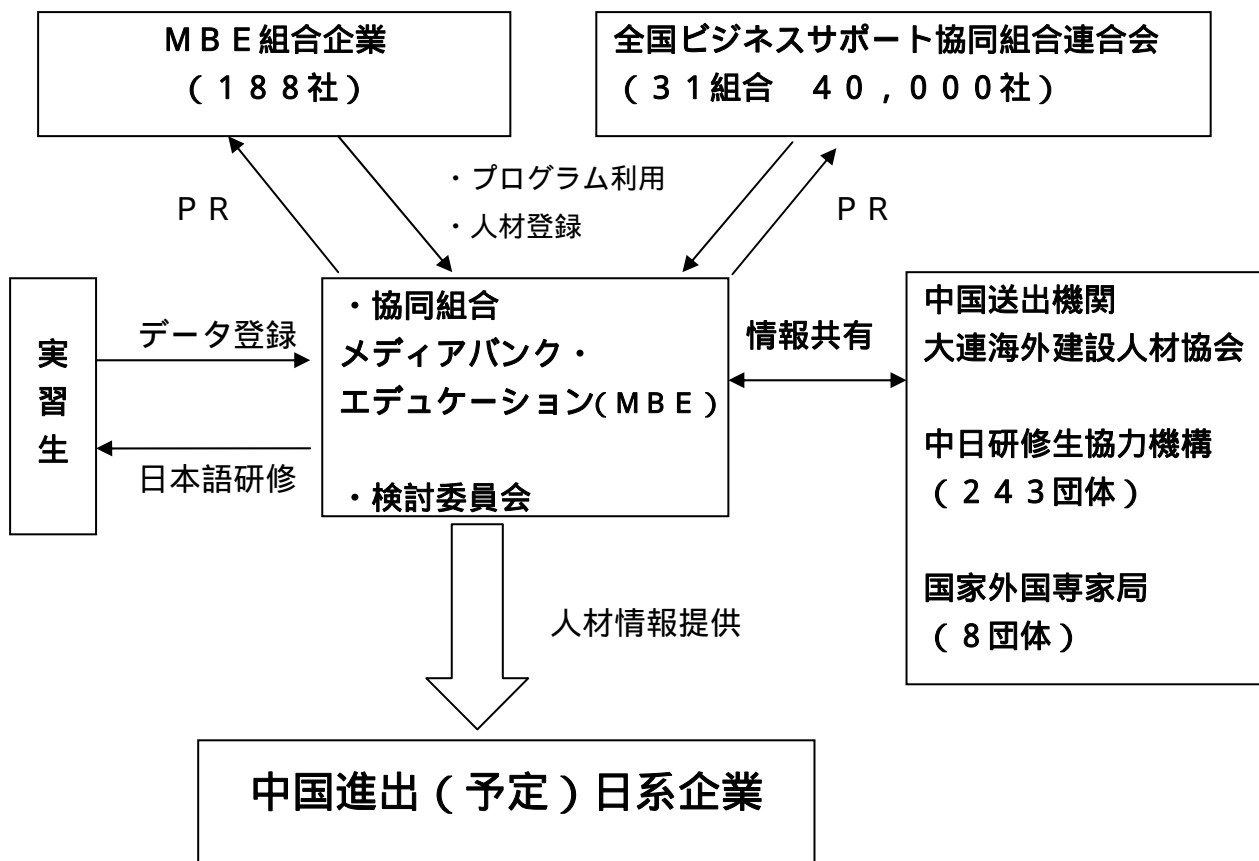 ＭＢＥ組合企業
（１８８社）
全国ビジネスサポート協同組合連合会
（３１組合　４０，０００社）
・プログラム利用
ＰＲ
・人材登録
ＰＲ
実
習
生
データ登録
日本語研修
・協同組合
メディアバンク・
エデュケーション(ＭＢＥ）
・検討委員会
情報共有
中国送出機関
大連海外建設人材協会
中日研修生協力機構
（２４３団体）
国家外国専家局
（８団体）
人材情報提供
中国進出（予定）日系企業